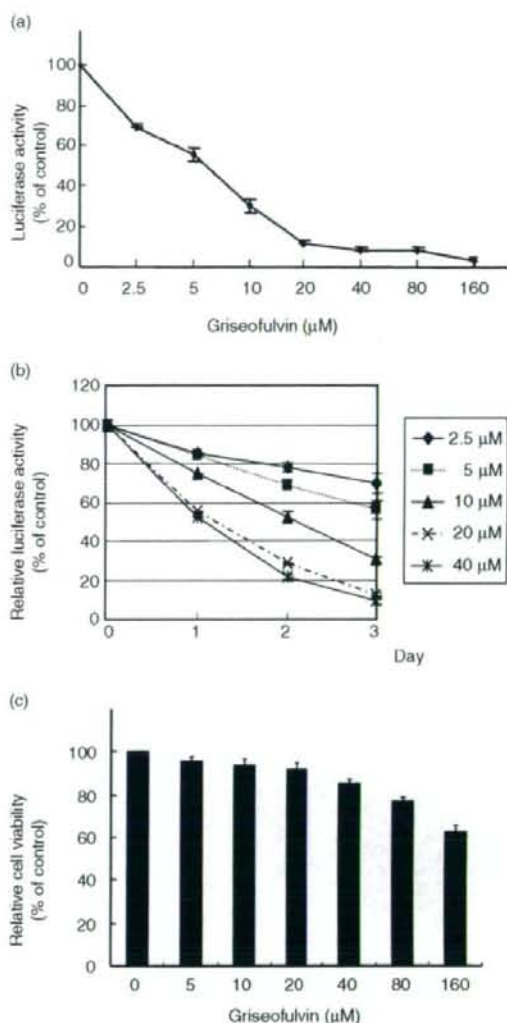 (a)
Luciferase activity
(% of control)
100
80
60
40
20
0
0 2.5 5 10 20 40 80 160
Griseofulvin (µM)
(b)
Relative luciferase activity
(% of control)
120
100
80
60
40
20
0
0 1 2 3
Day
2.5 µM
5 µM
10 µM
20 µM
40 µM
(c)
Relative cell viability
(% of control)
100
80
60
40
20
0
0 5 10 20 40 80 160
Griseofulvin (µM)